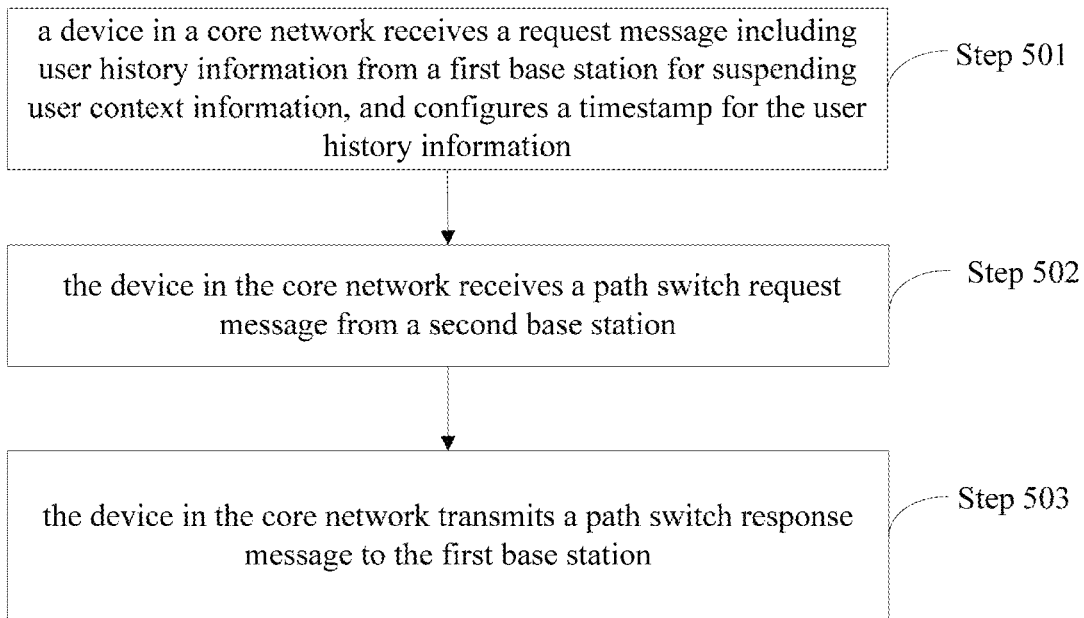 a device in a core network receives a request message including
user history information from a first base station for suspending
user context information, and configures a timestamp for the user
history information
Step 501
the device in the core network receives a path switch request
message from a second base station
Step 502
the device in the core network transmits a path switch response
message to the first base station
Step 503